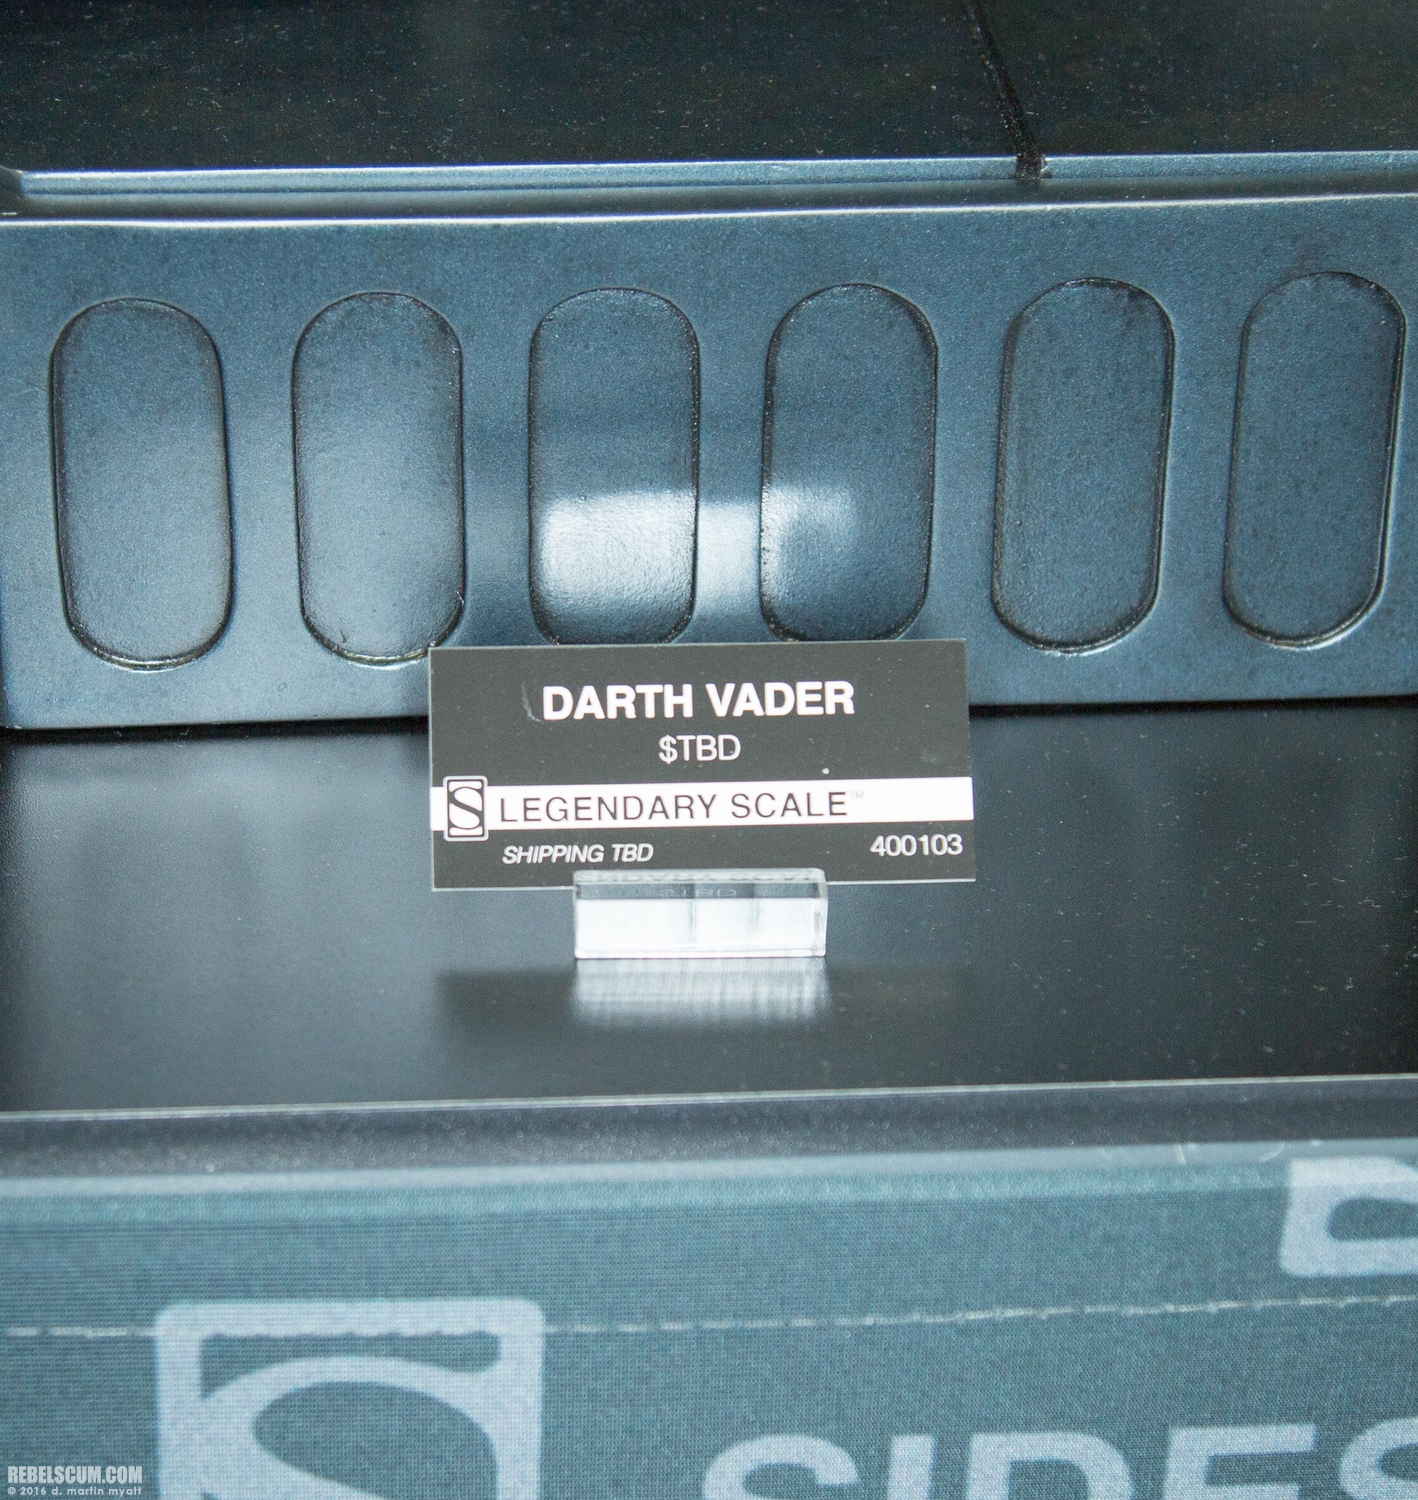 DARTH VADER
$TBD
S LEGENDARY SCALE™
SHIPPING TBD 400103
S
REBELSCUM.COM
© 2016 d. martin myatt